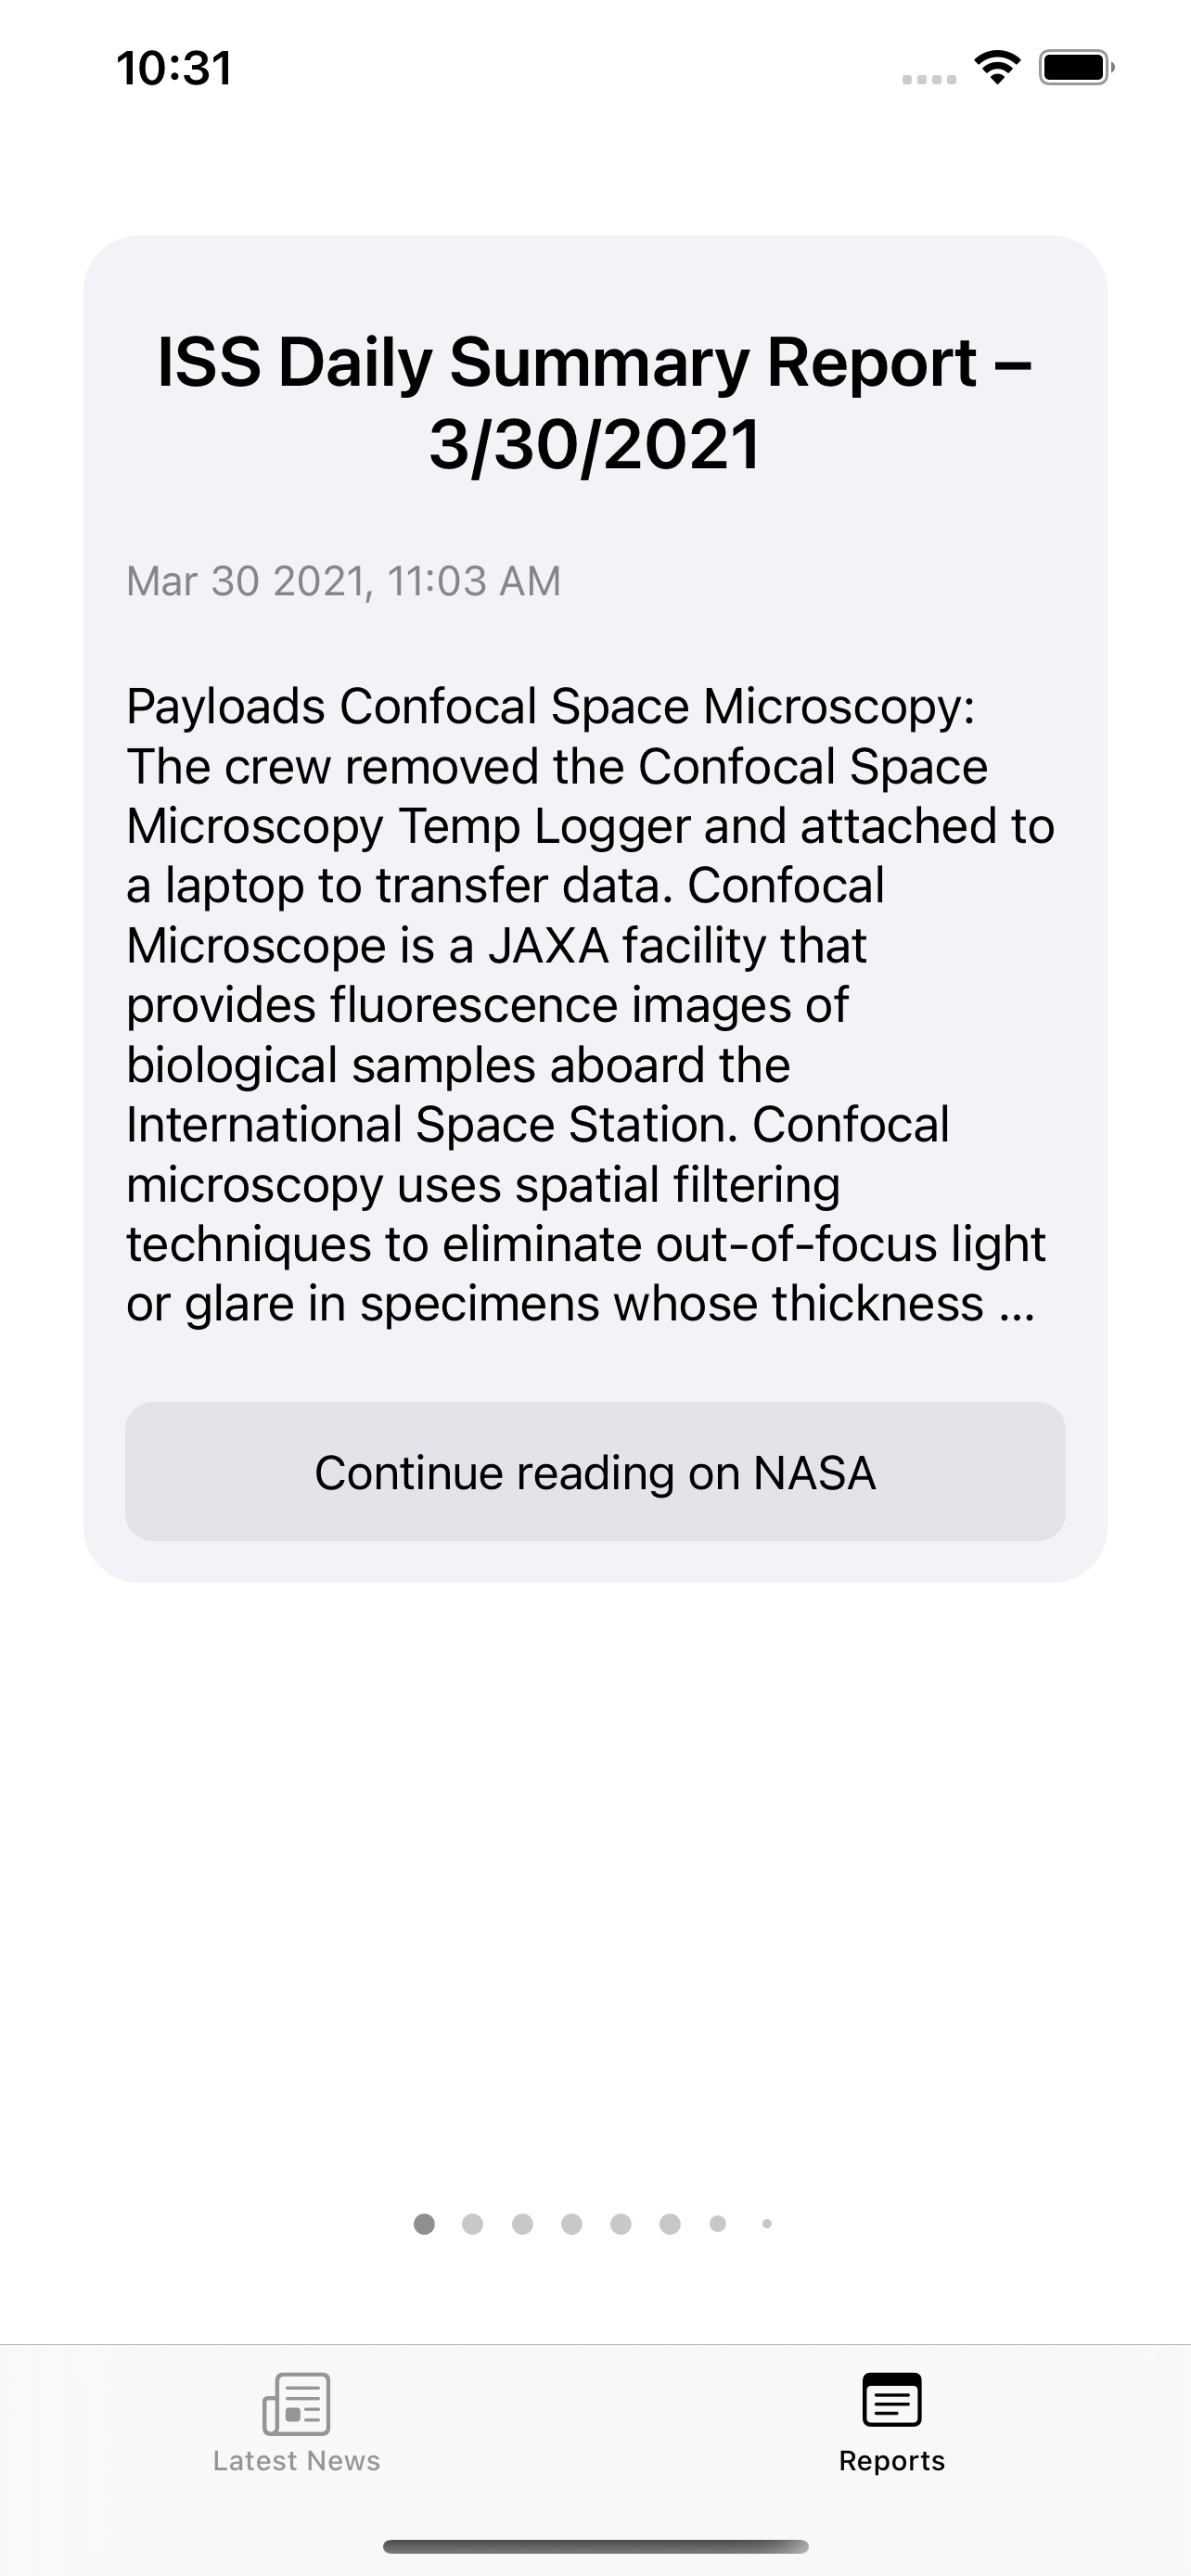 10:31
ISS Daily Summary Report –
3/30/2021
Mar 30 2021, 11:03 AM
Payloads Confocal Space Microscopy:
The crew removed the Confocal Space
Microscopy Temp Logger and attached to
a laptop to transfer data. Confocal
Microscope is a JAXA facility that
provides fluorescence images of
biological samples aboard the
International Space Station. Confocal
microscopy uses spatial filtering
techniques to eliminate out-of-focus light
or glare in specimens whose thickness ...
Continue reading on NASA
Latest News
Reports